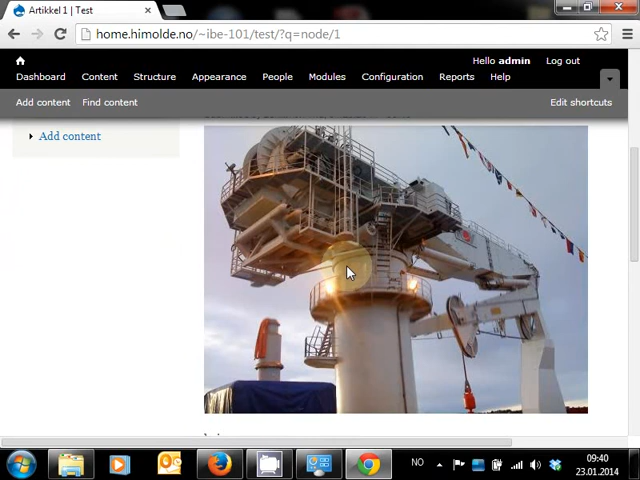 Artikkel 1 | Test
home.himolde.no/~ibe-101/test/?q=node/1
Hello admin Log out
Dashboard Content Structure Appearance People Modules Configuration Reports Help
Add content Find content Edit shortcuts
Add content
NO
09:40
23.01.2014